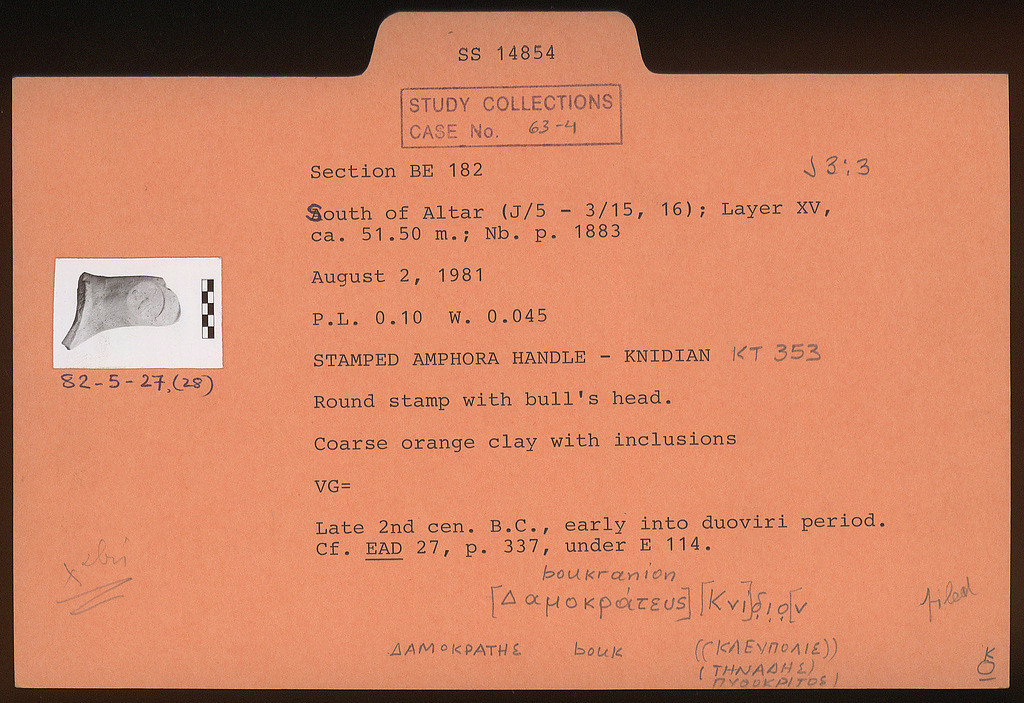 SS 14854
STUDY COLLECTIONS
CASE No. 63-4
Section BE 182
J 3:3
South of Altar (J/5 - 3/15, 16); Layer XV,
ca. 51.50 m.; Nb. p. 1883
August 2, 1981
P.L. 0.10 W. 0.045
STAMPED AMPHORA HANDLE - KNIDIAN KT 353
82-5-27,(28)
Round stamp with bull's head.
Coarse orange clay with inclusions
VG=
Late 2nd cen. B.C., early into duoviri period.
Cf. EAD 27, p. 337, under E 114.
boukranion
[Δαμοκράτευς] [Κνι]δ̣ι̣ο̣[ν
filed
ΔΑΜΟΚΡΑΤΗΣ bouk ((ΚΛΕΥΠΟΛΙΣ))
(ΤΗΝΑΔΗΣ)
ΠΥΘΟΚΡΙΤΟΣ)